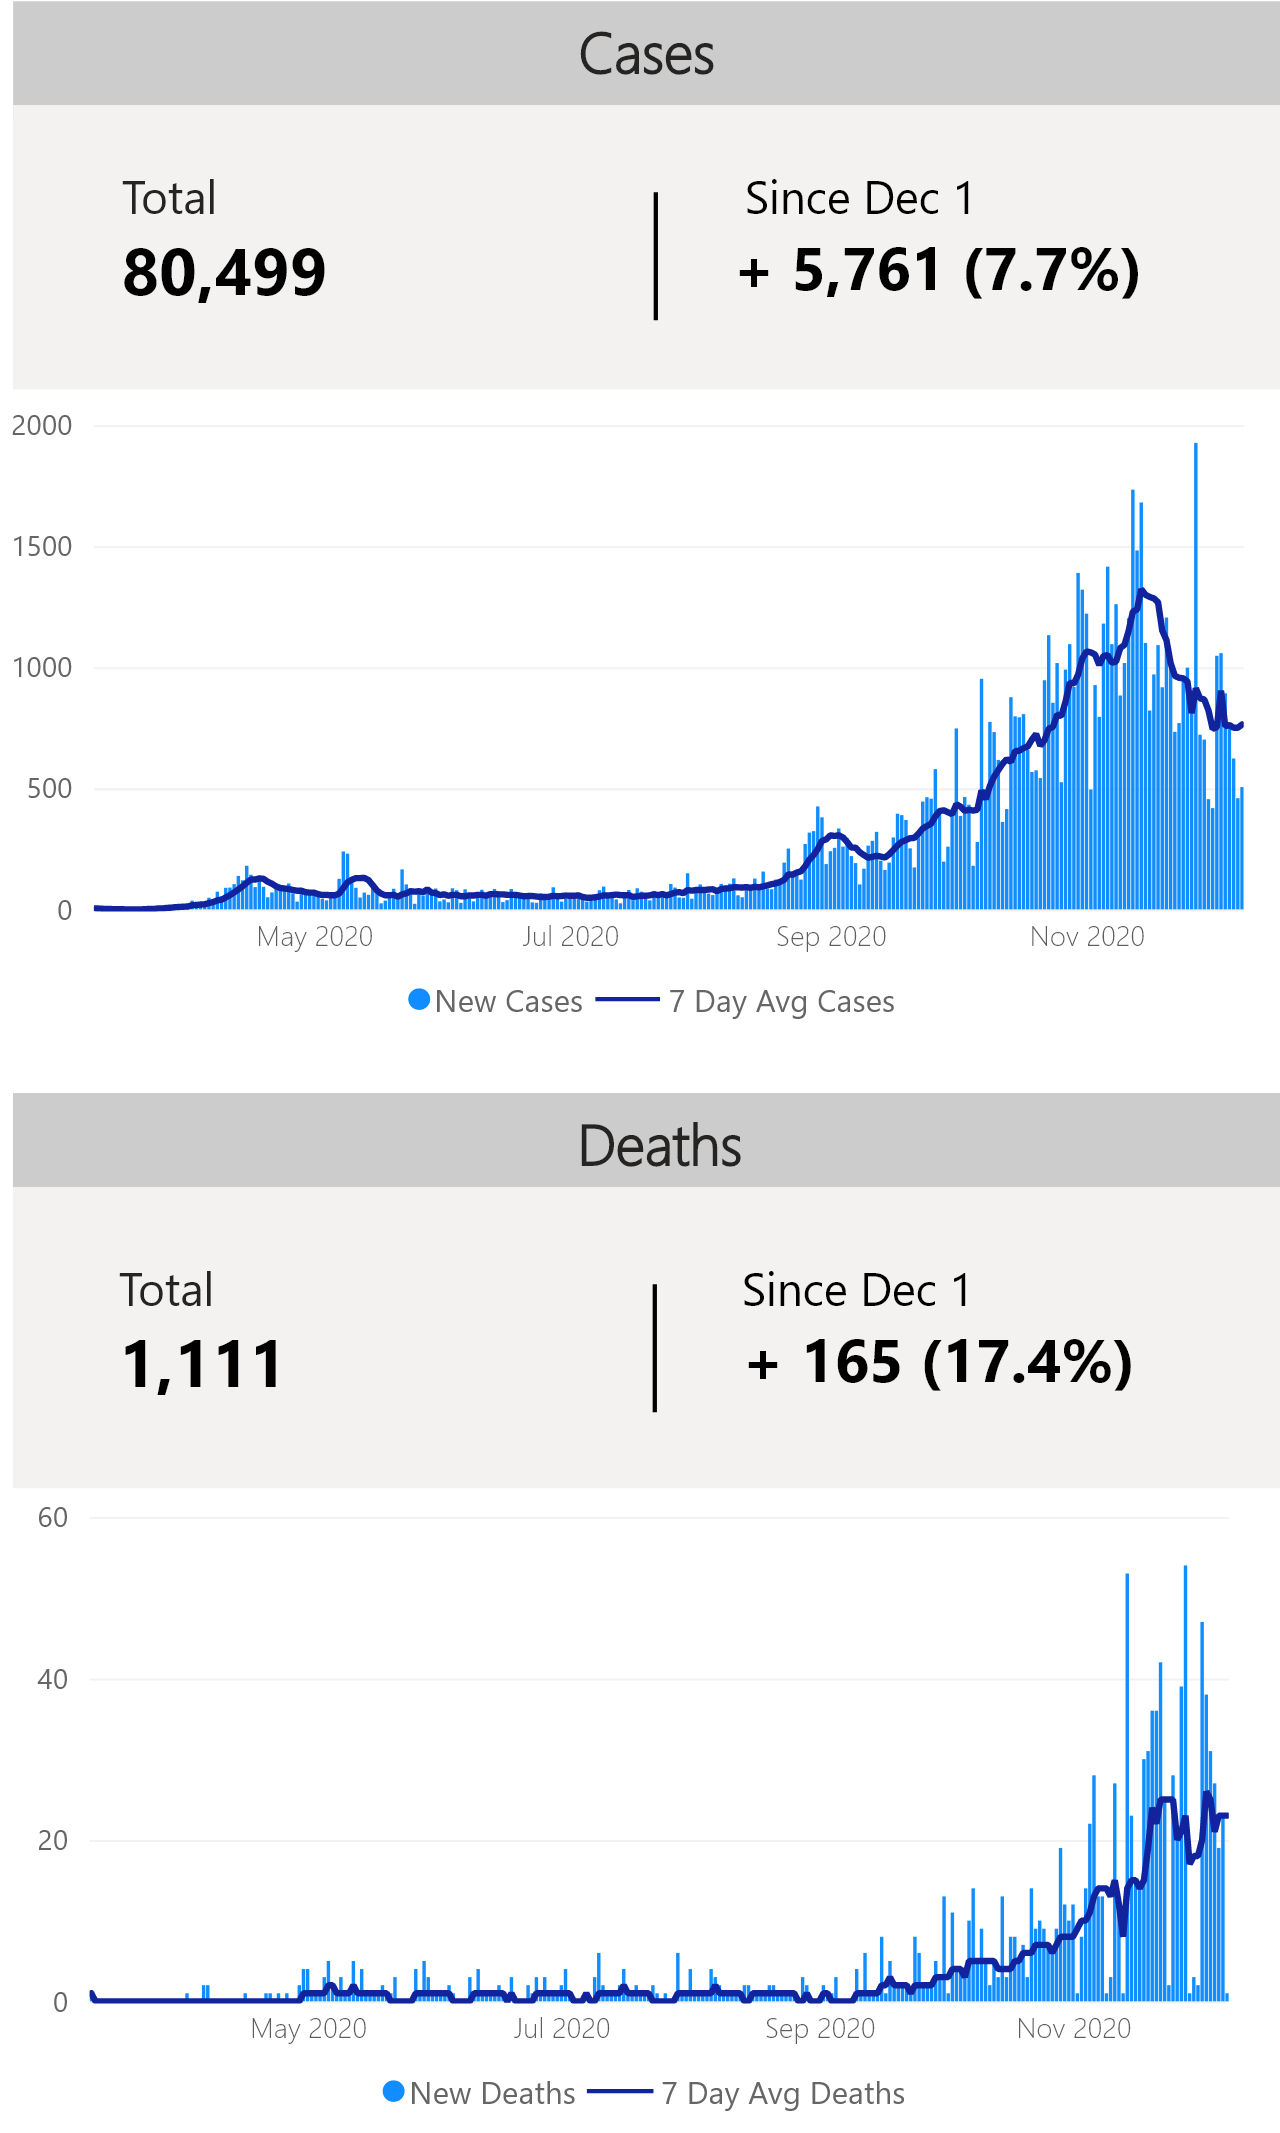 Cases
Total
Since Dec 1
80,499
+ 5,761 (7.7%)
2000
1500
1000
500
0
May 2020
Jul 2020
Sep 2020
Nov 2020
New Cases
7 Day Avg Cases
Deaths
Total
Since Dec 1
1,111
+ 165 (17.4%)
60
40
20
0
May 2020
Jul 2020
Sep 2020
Nov 2020
New Deaths
7 Day Avg Deaths